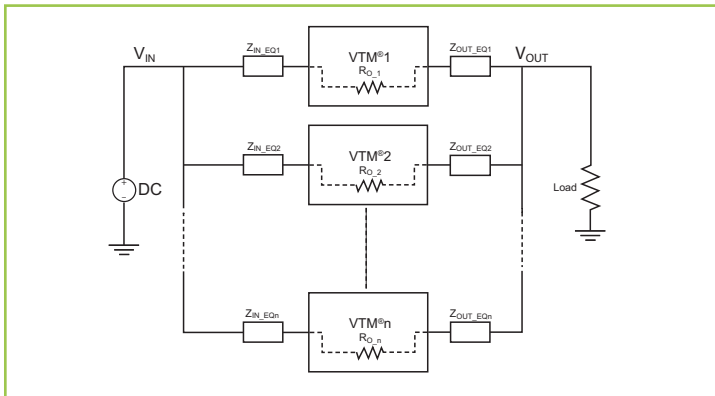 V_IN
Z_IN_EQ1
VTM®1
R_O_1
Z_OUT_EQ1
V_OUT
Z_IN_EQ2
VTM®2
R_O_2
Z_OUT_EQ2
+
−
DC
Load
Z_IN_EQn
VTM®n
R_O_n
Z_OUT_EQn